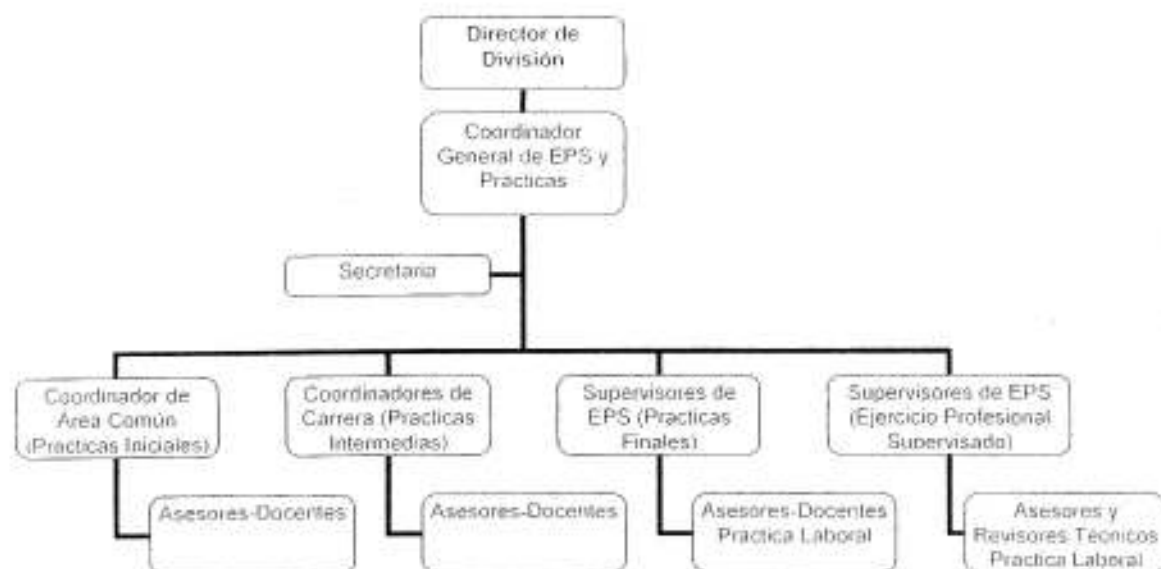 Director de
División
Coordinador
General de EPS y
Prácticas
Secretaria
Coordinador de
Área Común
(Practicas Iniciales)
Coordinadores de
Carrera (Practicas
Intermedias)
Supervisores de
EPS (Practicas
Finales)
Supervisores de EPS
(Ejercicio Profesional
Supervisado)
Asesores-Docentes
Asesores-Docentes
Asesores-Docentes
Practica Laboral
Asesores y
Revisores Técnicos
Practica Laboral